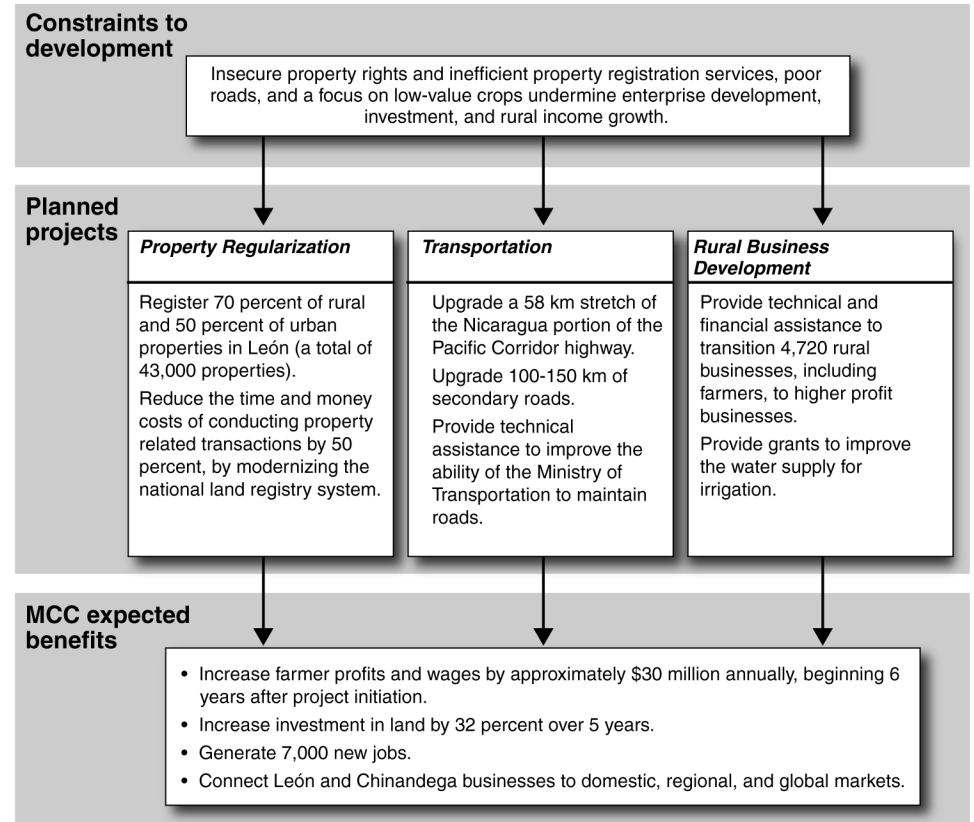 Constraints to
development
Insecure property rights and inefficient property registration services, poor
roads, and a focus on low-value crops undermine enterprise development,
investment, and rural income growth.
Planned
projects
Property Regularization
Register 70 percent of rural
and 50 percent of urban
properties in León (a total of
43,000 properties).
Reduce the time and money
costs of conducting property
related transactions by 50
percent, by modernizing the
national land registry system.
Transportation
Upgrade a 58 km stretch of
the Nicaragua portion of the
Pacific Corridor highway.
Upgrade 100-150 km of
secondary roads.
Provide technical
assistance to improve the
ability of the Ministry of
Transportation to maintain
roads.
Rural Business
Development
Provide technical and
financial assistance to
transition 4,720 rural
businesses, including
farmers, to higher profit
businesses.
Provide grants to improve
the water supply for
irrigation.
MCC expected
benefits
• Increase farmer profits and wages by approximately $30 million annually, beginning 6
years after project initiation.
• Increase investment in land by 32 percent over 5 years.
• Generate 7,000 new jobs.
• Connect León and Chinandega businesses to domestic, regional, and global markets.